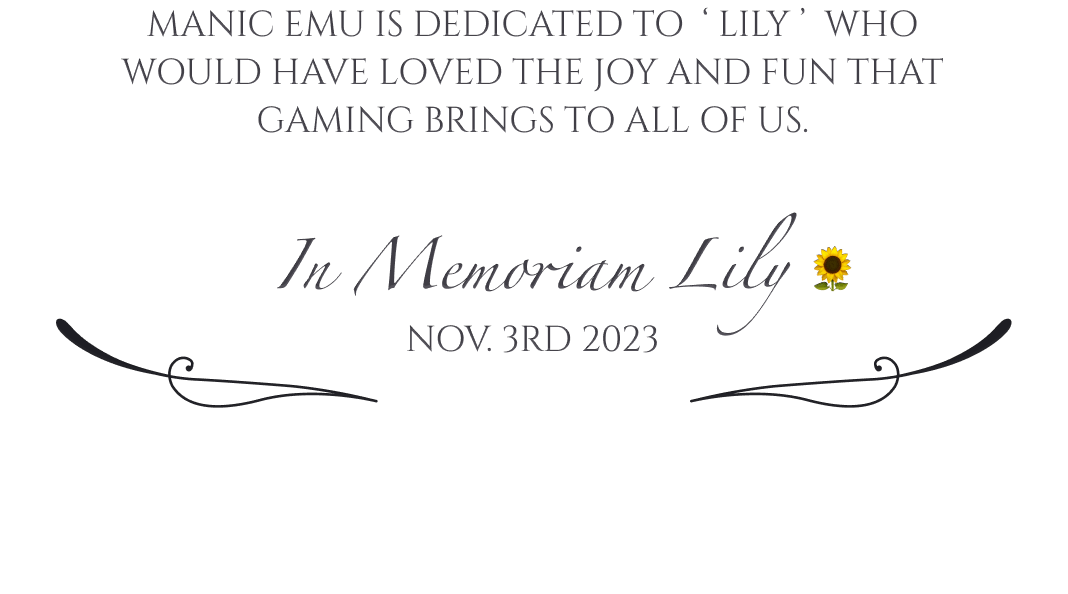 MANIC EMU IS DEDICATED TO ‘ LILY ’ WHO
WOULD HAVE LOVED THE JOY AND FUN THAT
GAMING BRINGS TO ALL OF US.
In Memoriam Lily 🌻
NOV. 3RD 2023